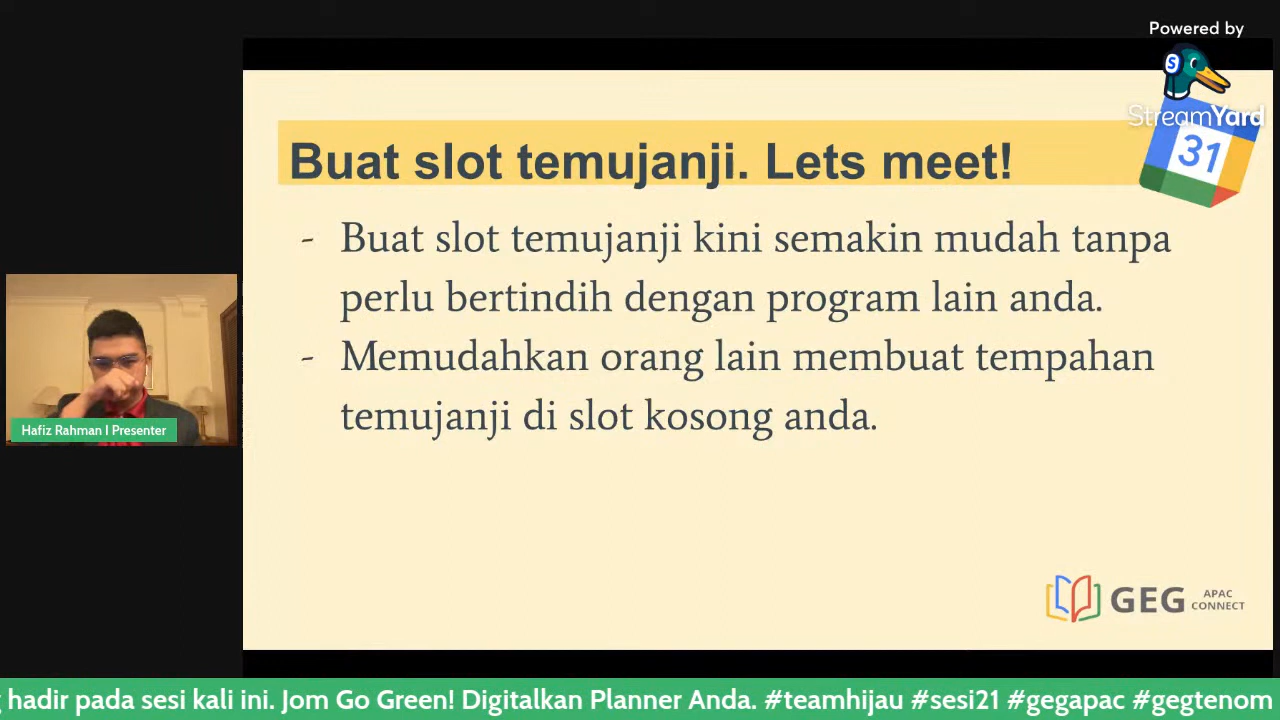 Powered by
StreamYard
31
Buat slot temujanji. Lets meet!
- Buat slot temujanji kini semakin mudah tanpa
perlu bertindih dengan program lain anda.
- Memudahkan orang lain membuat tempahan
temujanji di slot kosong anda.
Hafiz Rahman I Presenter
GEG APAC
CONNECT
hadir pada sesi kali ini. Jom Go Green! Digitalkan Planner Anda. #teamhijau #sesi21 #gegapac #gegtenom